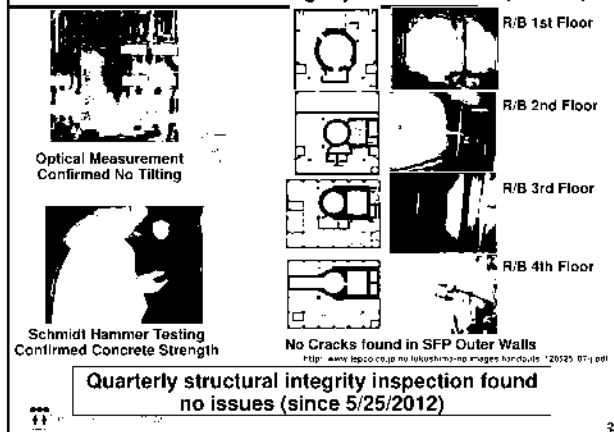 R/B 1st Floor
R/B 2nd Floor
Optical Measurement
Confirmed No Tilting
R/B 3rd Floor
R/B 4th Floor
Schmidt Hammer Testing
Confirmed Concrete Strength
No Cracks found in SFP Outer Walls
Quarterly structural integrity inspection found
no issues (since 5/25/2012)